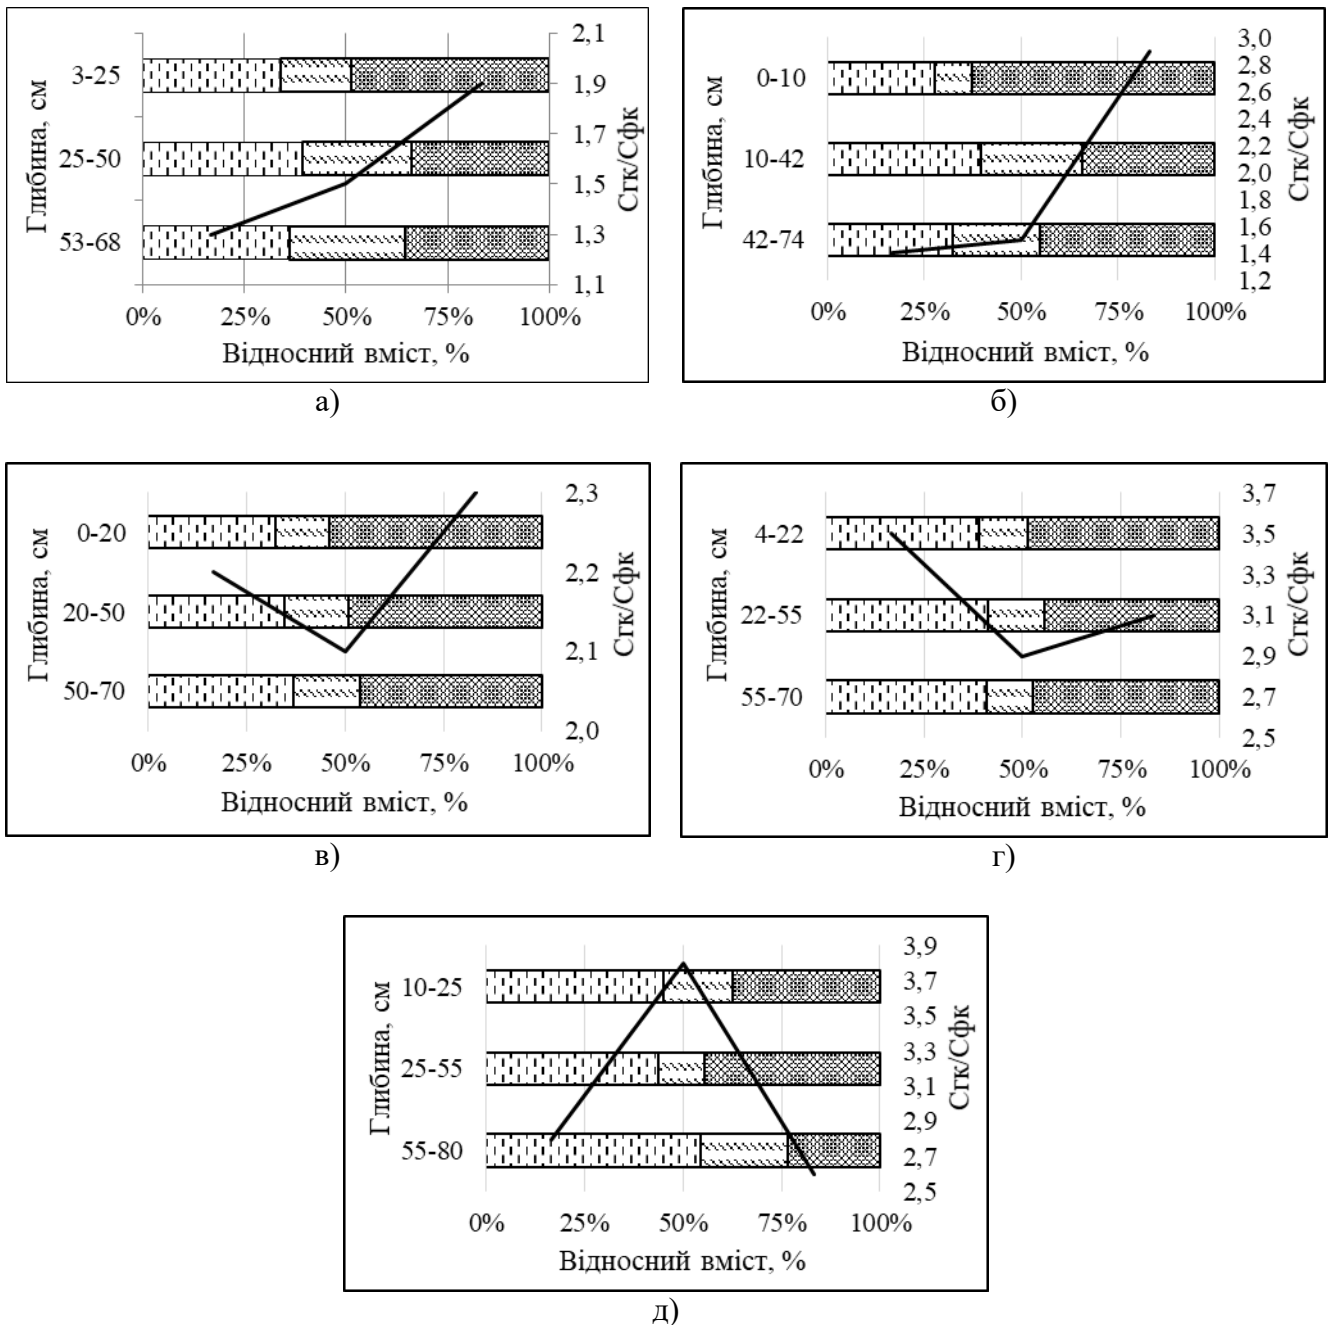 2,1
3-25
1,9
1,7
25-50
1,5
1,3
53-68
1,1
0% 25% 50% 75% 100%
Відносний вміст, %
Глибина, см
Сгк/Сфк
а)
3,0
0-10
2,8
2,6
2,4
10-42
2,2
2,0
1,8
42-74
1,6
1,4
1,2
0% 25% 50% 75% 100%
Відносний вміст, %
Глибина, см
Сгк/Сфк
б)
2,3
0-20
2,2
20-50
2,1
50-70
2,0
0% 25% 50% 75% 100%
Відносний вміст, %
Глибина, см
Сгк/Сфк
в)
3,7
4-22
3,5
3,3
22-55
3,1
2,9
55-70
2,7
2,5
0% 25% 50% 75% 100%
Відносний вміст, %
Глибина, см
Сгк/Сфк
г)
3,9
10-25
3,7
3,5
25-55
3,3
3,1
2,9
55-80
2,7
2,5
0% 25% 50% 75% 100%
Відносний вміст, %
Глибина, см
Сгк/Сфк
д)